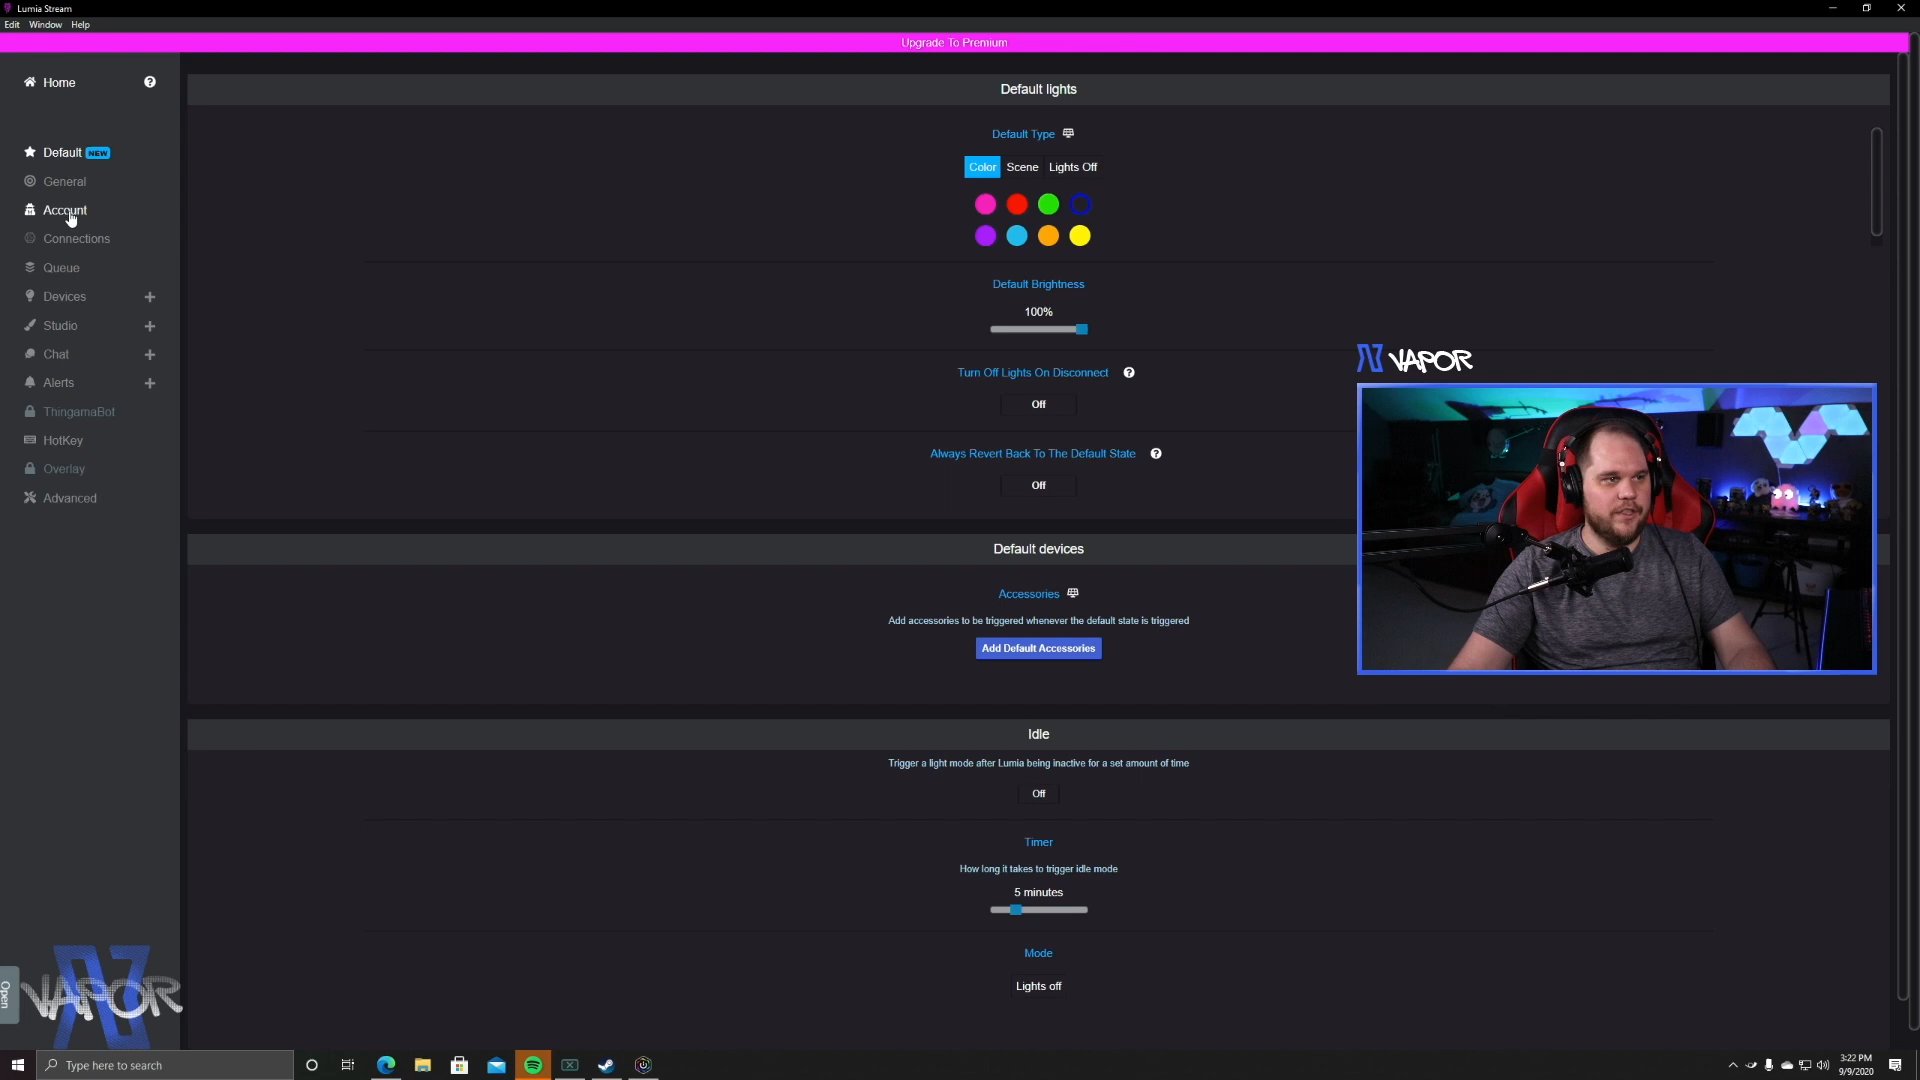 Lumia Stream
Edit Window Help
Upgrade To Premium
Home
Default NEW
General
Account
Connections
Queue
Devices
Studio
Chat
Alerts
ThingamaBot
HotKey
Overlay
Advanced
Default lights
Default Type
Color Scene Lights Off
Default Brightness
100%
Turn Off Lights On Disconnect
Off
Always Revert Back To The Default State
Off
Default devices
Accessories
Add accessories to be triggered whenever the default state is triggered
Add Default Accessories
Idle
Trigger a light mode after Lumia being inactive for a set amount of time
Off
Timer
How long it takes to trigger idle mode
5 minutes
Mode
Lights off
VAPOR
Open
VAPOR
Type here to search
3:22 PM
9/9/2020